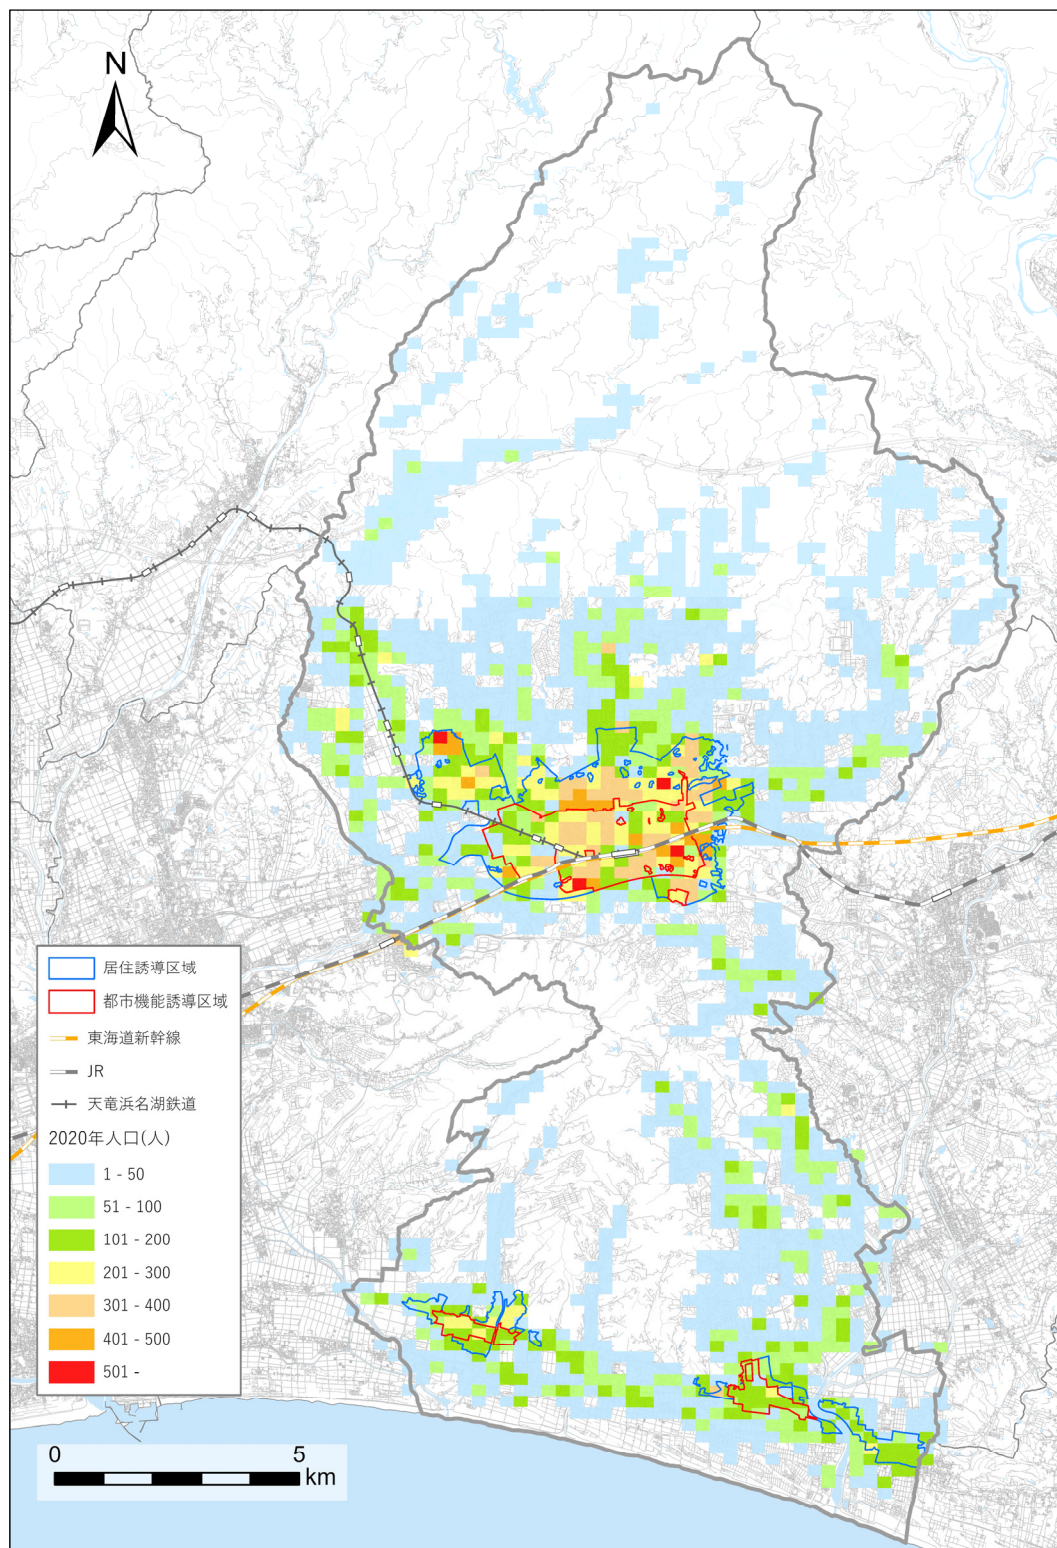 N
居住誘導区域
都市機能誘導区域
東海道新幹線
JR
天竜浜名湖鉄道
2020年人口(人)
1 - 50
51 - 100
101 - 200
201 - 300
301 - 400
401 - 500
501 -
0 5
km